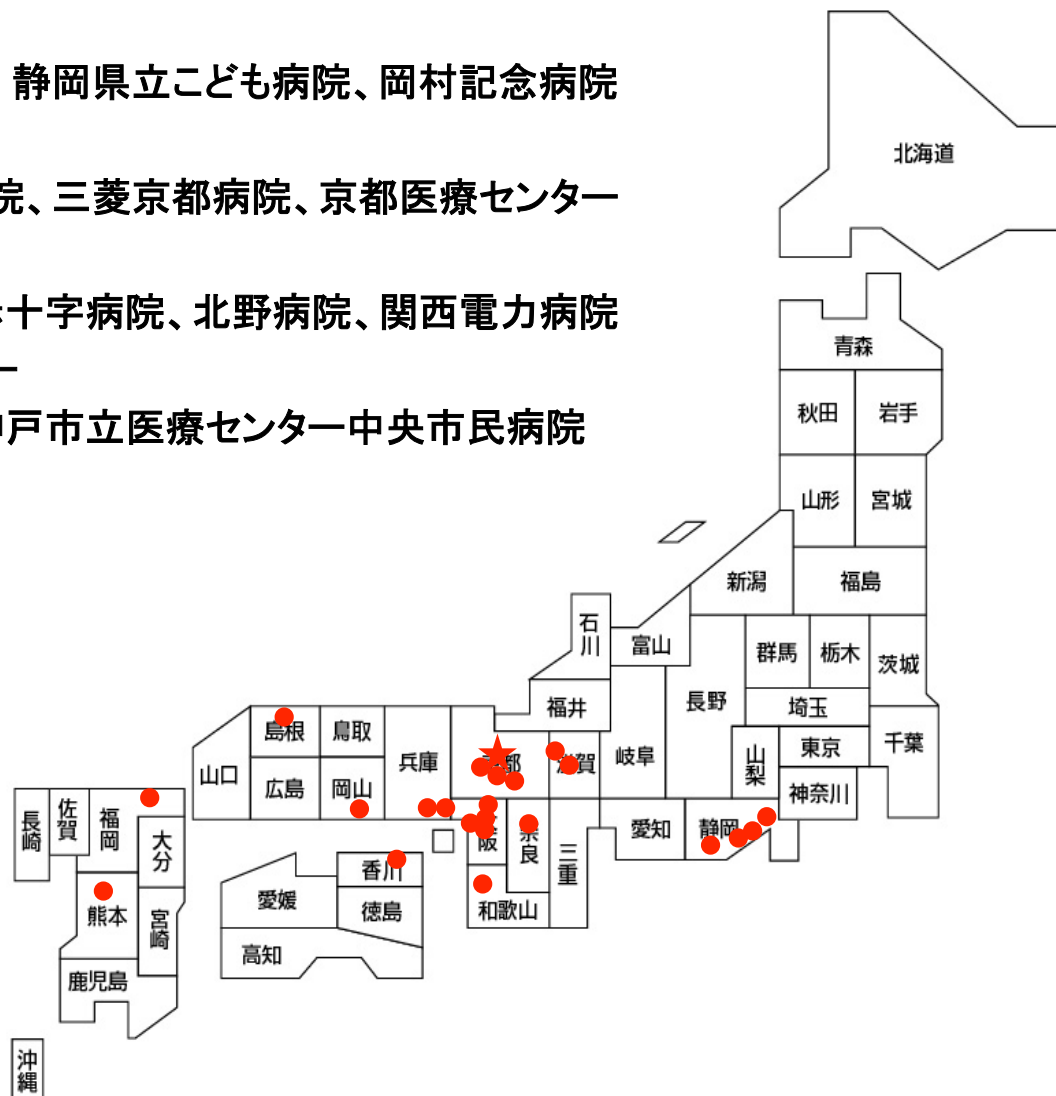 静岡県立こども病院、岡村記念病院
院、三菱京都病院、京都医療センター
十字病院、北野病院、関西電力病院
ー
戸市立医療センター中央市民病院
北海道
青森
秋田
岩手
山形
宮城
新潟
福島
石川
富山
群馬
栃木
茨城
長野
埼玉
福井
島根
鳥取
兵庫
都
滋賀
岐阜
山梨
東京
千葉
山口
広島
岡山
神奈川
長崎
佐賀
福岡
大分
阪
奈良
三重
愛知
静岡
香川
愛媛
徳島
和歌山
熊本
宮崎
高知
鹿児島
沖縄